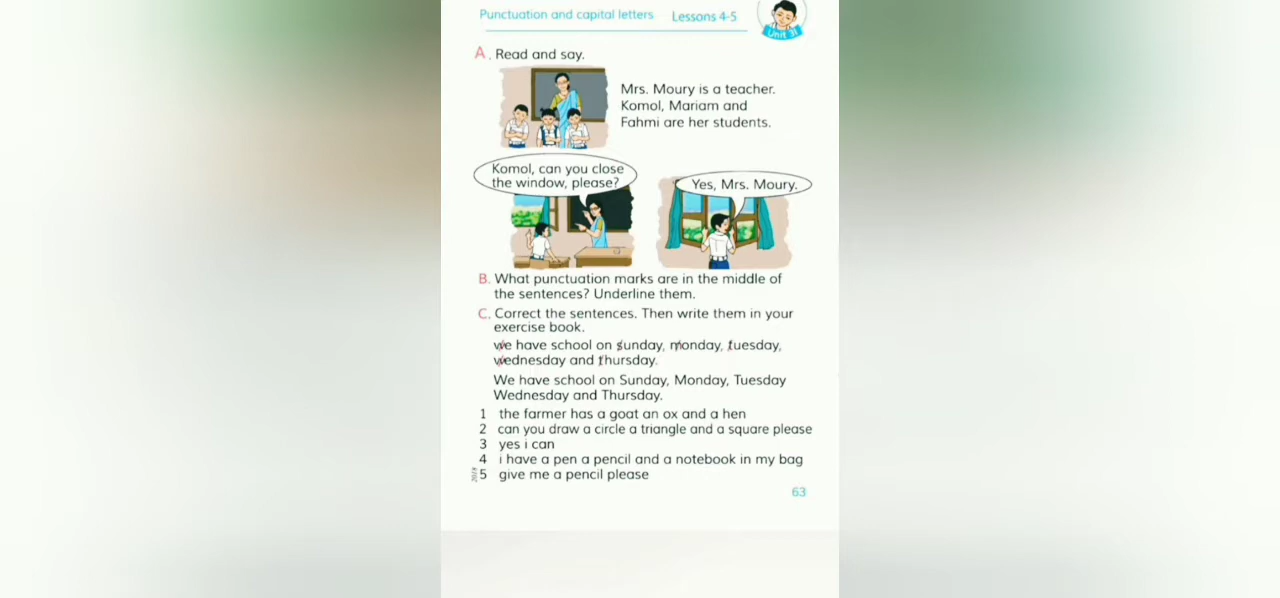 Punctuation and capital letters Lessons 4-5
Unit 31
A. Read and say.
Mrs. Moury is a teacher.
Komol, Mariam and
Fahmi are her students.
Komol, can you close
the window, please?
Yes, Mrs. Moury.
B. What punctuation marks are in the middle of
the sentences? Underline them.
C. Correct the sentences. Then write them in your
exercise book.
we have school on sunday, monday, tuesday,
wednesday and thursday.
We have school on Sunday, Monday, Tuesday
Wednesday and Thursday.
1 the farmer has a goat an ox and a hen
2 can you draw a circle a triangle and a square please
3 yes i can
4 i have a pen a pencil and a notebook in my bag
5 give me a pencil please
63